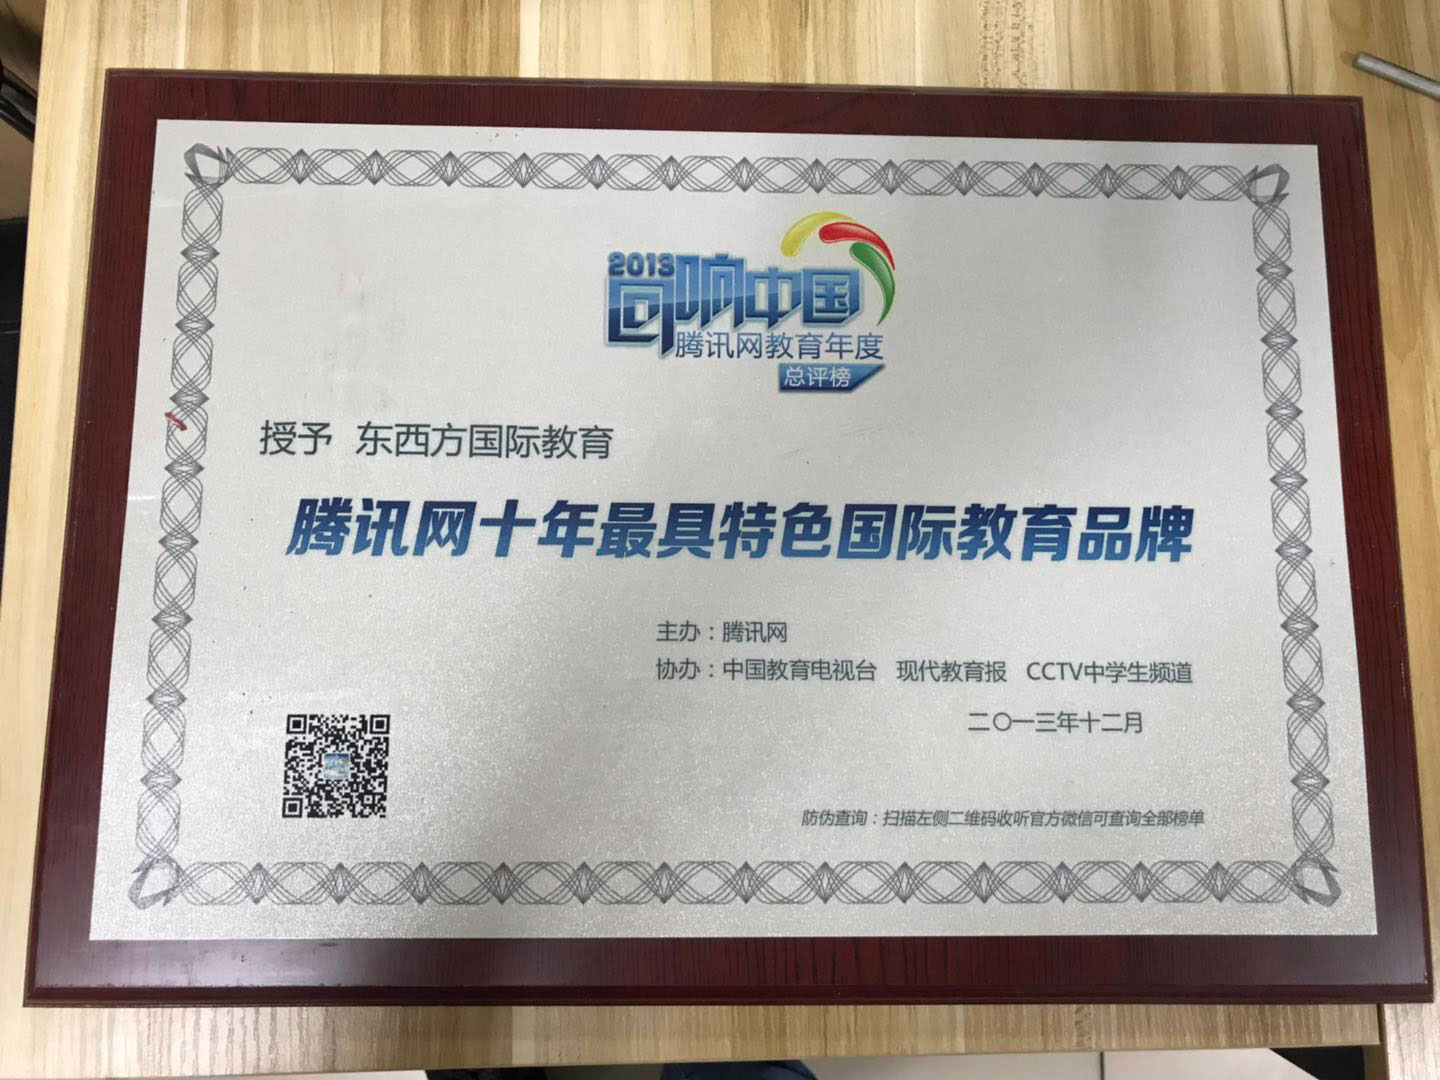 2013
回响中国
腾讯网教育年度
总评榜
授予 东西方国际教育
腾讯网十年最具特色国际教育品牌
主办：腾讯网
协办：中国教育电视台 现代教育报 CCTV中学生频道
二〇一三年十二月
防伪查询：扫描左侧二维码收听官方微信可查询全部榜单